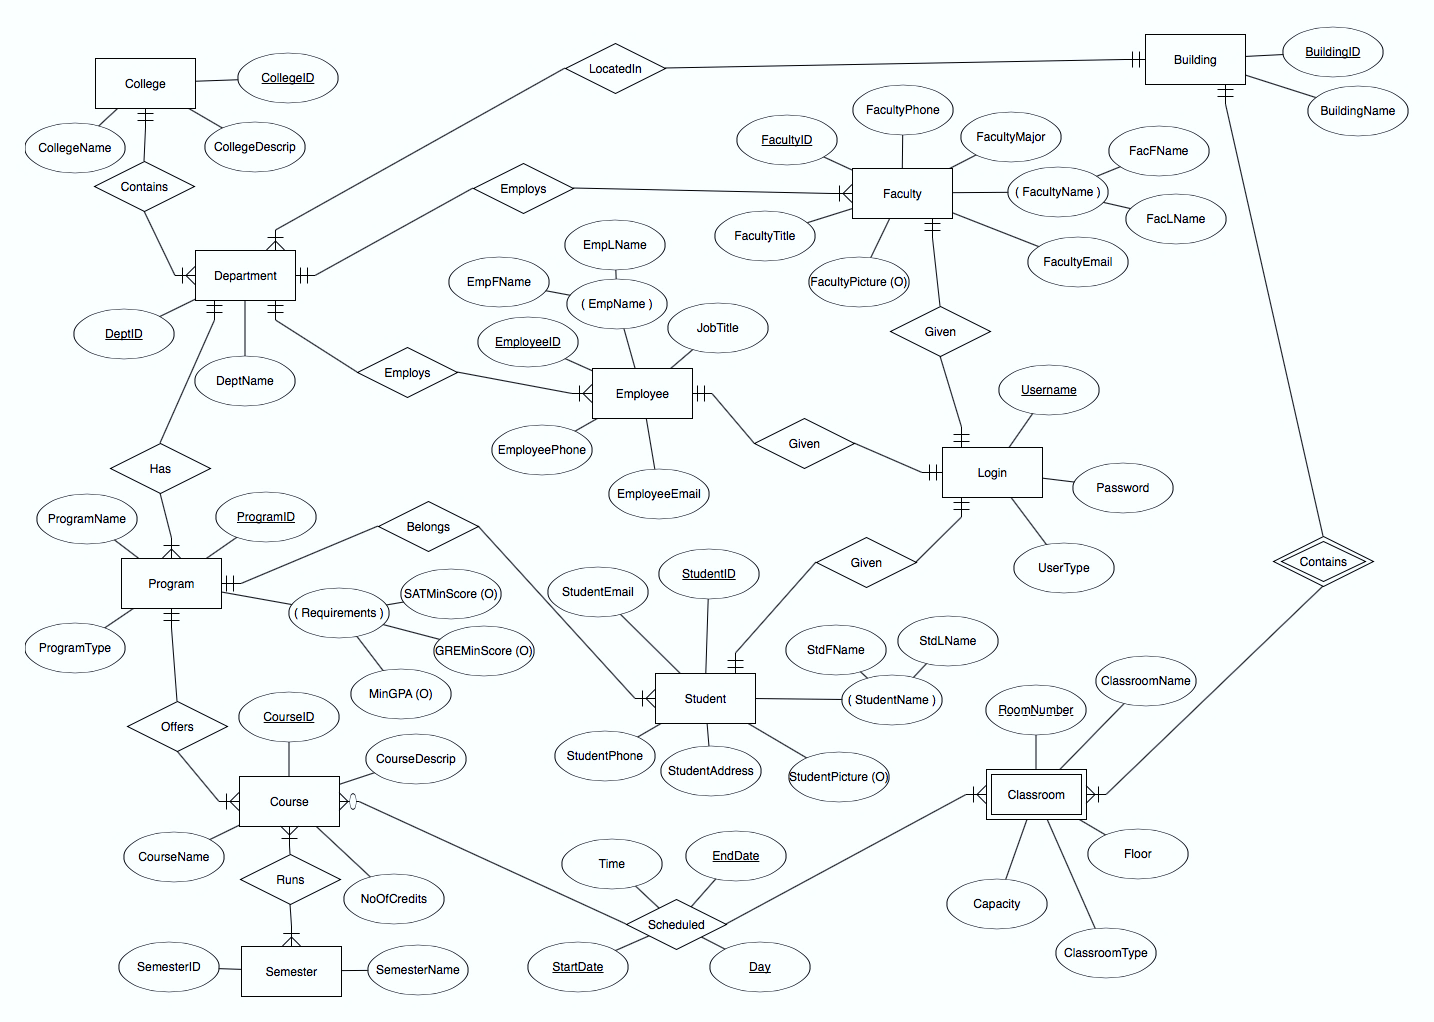 LocatedIn
Building
BuildingID
BuildingName
College
CollegeID
CollegeName
CollegeDescrip
Contains
FacultyPhone
FacultyID
FacultyMajor
FacFName
Employs
Faculty
( FacultyName )
FacLName
FacultyTitle
FacultyEmail
FacultyPicture (O)
EmpLName
Department
EmpFName
( EmpName )
DeptID
EmployeeID
JobTitle
Given
DeptName
Employs
Employee
Username
EmployeePhone
Given
Has
Login
EmployeeEmail
Password
ProgramName
ProgramID
Belongs
Given
Contains
UserType
Program
StudentEmail
StudentID
SATMinScore (O)
( Requirements )
ProgramType
GREMinScore (O)
StdFName
StdLName
MinGPA (O)
Student
( StudentName )
ClassroomName
RoomNumber
Offers
CourseID
StudentPhone
StudentAddress
StudentPicture (O)
CourseDescrip
Course
Classroom
CourseName
Time
EndDate
Floor
Runs
NoOfCredits
Capacity
Scheduled
ClassroomType
SemesterID
Semester
SemesterName
StartDate
Day